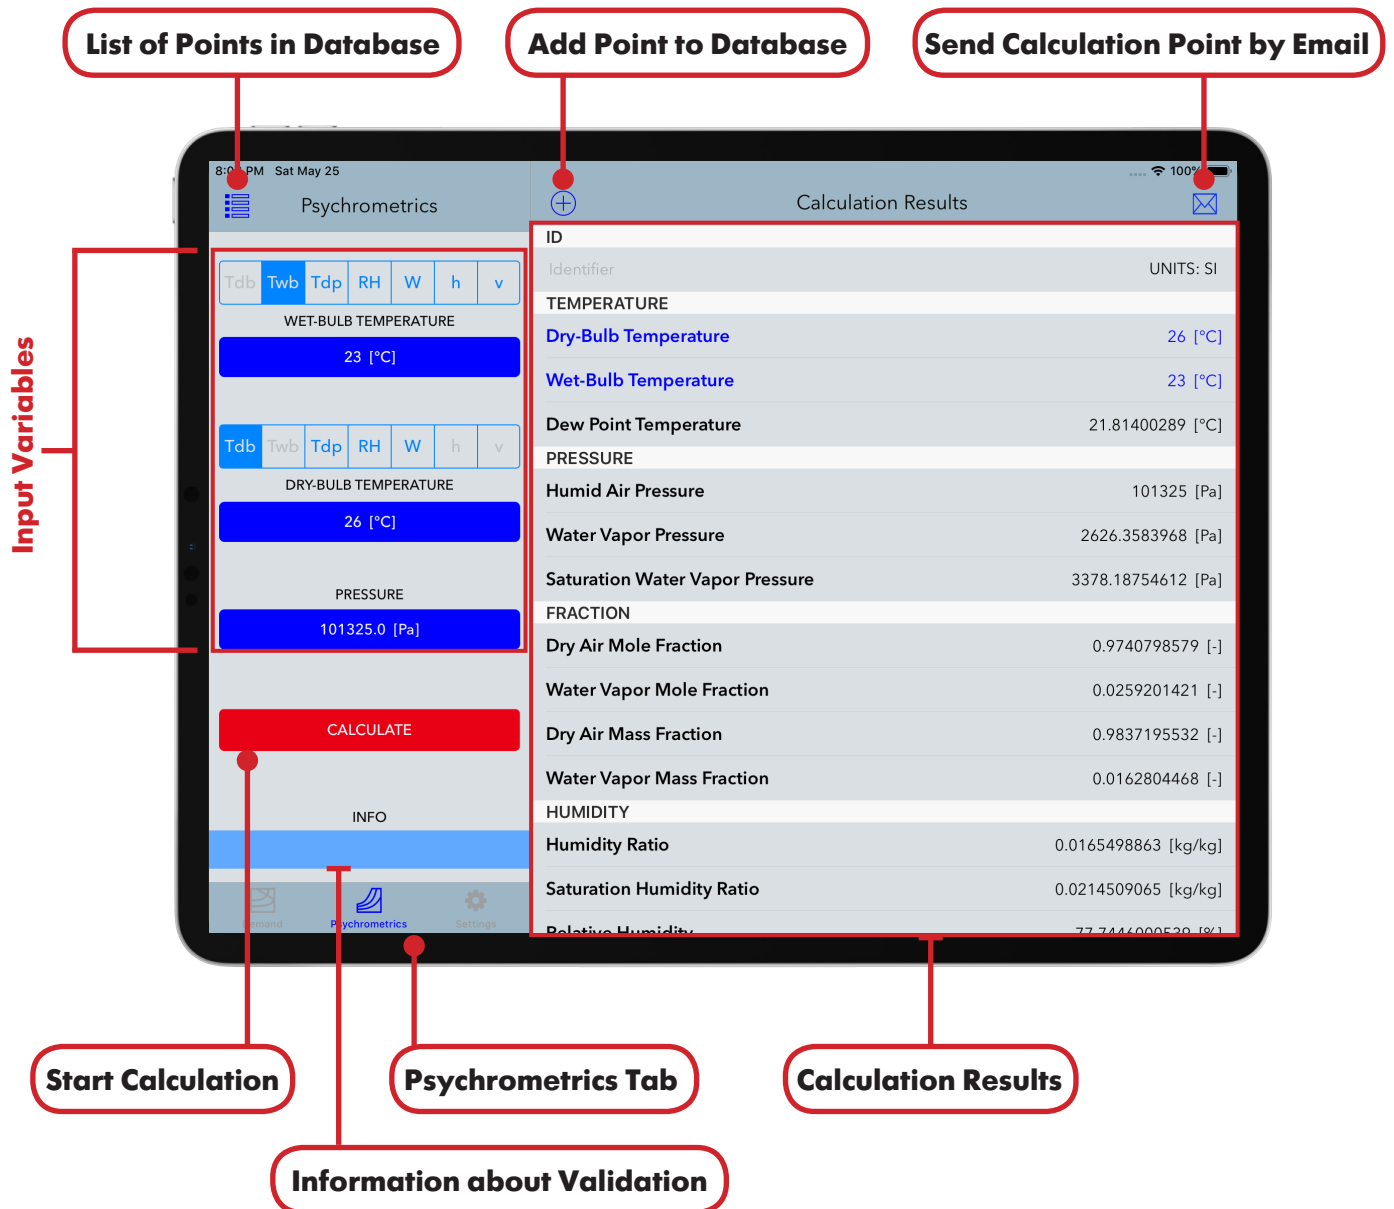 List of Points in Database
Add Point to Database
Send Calculation Point by Email
PM Sat May 25
100%
Psychrometrics
Calculation Results
Input Variables
Tdb Twb Tdp RH W h v
WET-BULB TEMPERATURE
23 [°C]
Tdb Twb Tdp RH W h v
DRY-BULB TEMPERATURE
26 [°C]
PRESSURE
101325.0 [Pa]
CALCULATE
INFO
Demand Psychrometrics Settings
ID
Identifier UNITS: SI
TEMPERATURE
Dry-Bulb Temperature 26 [°C]
Wet-Bulb Temperature 23 [°C]
Dew Point Temperature 21.81400289 [°C]
PRESSURE
Humid Air Pressure 101325 [Pa]
Water Vapor Pressure 2626.3583968 [Pa]
Saturation Water Vapor Pressure 3378.18754612 [Pa]
FRACTION
Dry Air Mole Fraction 0.9740798579 [-]
Water Vapor Mole Fraction 0.0259201421 [-]
Dry Air Mass Fraction 0.9837195532 [-]
Water Vapor Mass Fraction 0.0162804468 [-]
HUMIDITY
Humidity Ratio 0.0165498863 [kg/kg]
Saturation Humidity Ratio 0.0214509065 [kg/kg]
Relative Humidity 77.7446000539 [%]
Start Calculation
Psychrometrics Tab
Calculation Results
Information about Validation